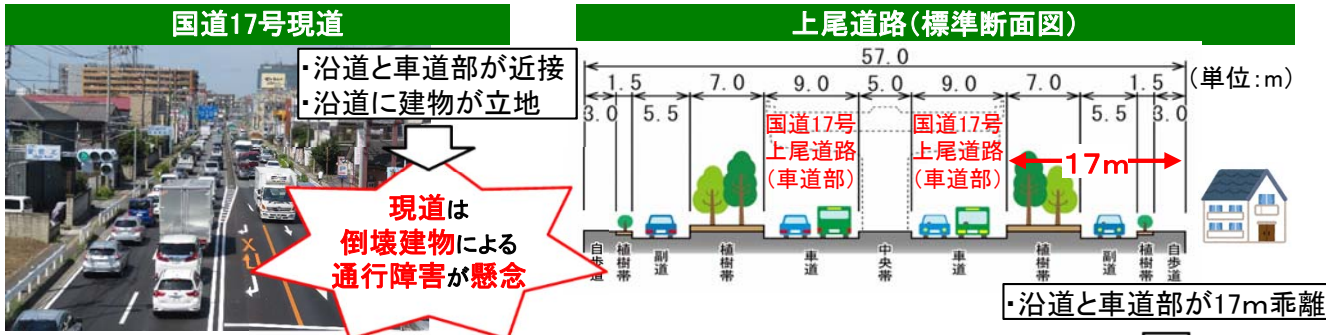 国道17号現道
・沿道と車道部が近接
・沿道に建物が立地
現道は
倒壊建物による
通行障害が懸念
上尾道路(標準断面図)
57.0
(単位:m)
1.5 7.0 9.0 5.0 9.0 7.0 1.5
3.0 5.5 5.5 3.0
国道17号
上尾道路
(車道部)
国道17号
上尾道路
(車道部)
17m
自歩道
植樹帯
副道
植樹帯
車道
中央帯
車道
植樹帯
副道
植樹帯
自歩道
・沿道と車道部が17m乖離